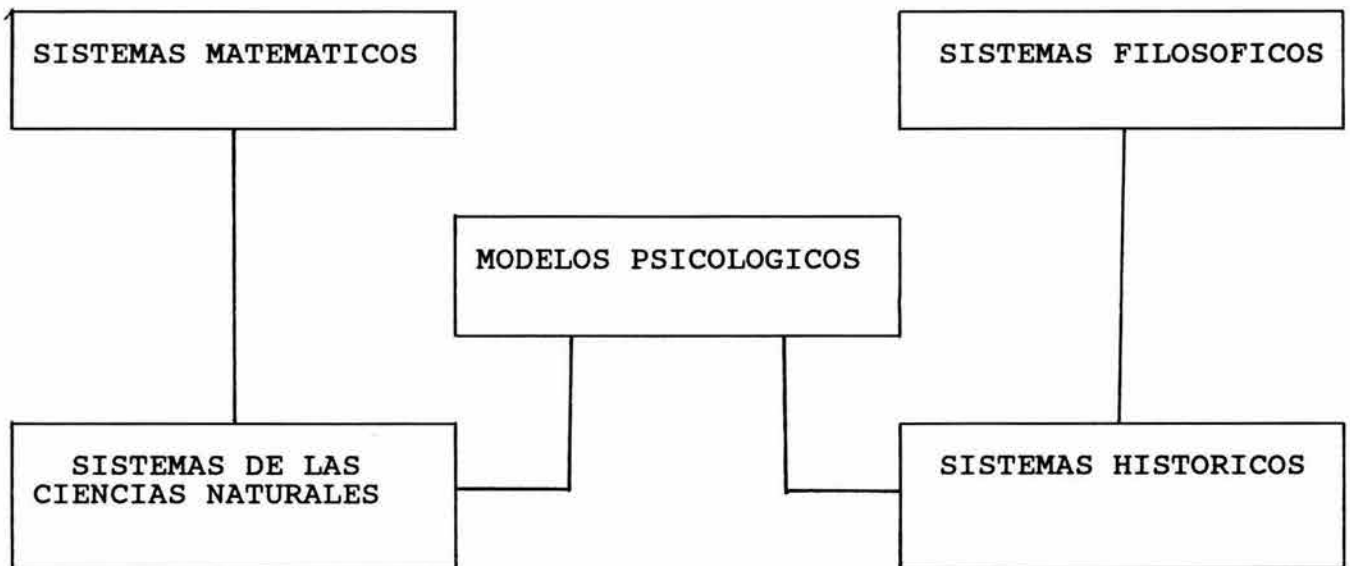 SISTEMAS MATEMATICOS
SISTEMAS FILOSOFICOS
MODELOS PSICOLOGICOS
SISTEMAS DE LAS
CIENCIAS NATURALES
SISTEMAS HISTORICOS